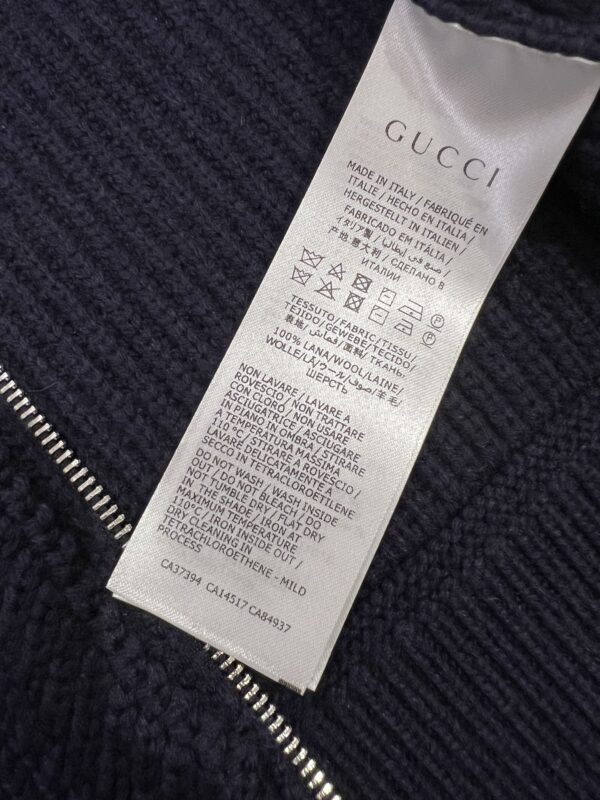 GUCCI
MADE IN ITALY / FABRIQUÉ EN
ITALIE / HECHO EN ITALIA /
HERGESTELLT IN ITALIEN /
FABRICADO EM ITÁLIA /
イタリア製 / صنع في إيطاليا /
产地:意大利 / СДЕЛАНО В
ИТАЛИИ
TESSUTO/FABRIC/TISSU/
TEJIDO/GEWEBE/TECIDO/
表地/قماش/面料/ТКАНЬ:
100% LANA/WOOL/LAINE/
WOLLE/LÃ/ウール/صوف/羊毛/
ШЕРСТЬ
NON LAVARE / LAVARE A
ROVESCIO / NON TRATTARE
CON CLORO / NON USARE
ASCIUGATRICE / ASCIUGARE
IN PIANO IN OMBRA / STIRARE
A TEMPERATURA MASSIMA
110°C / STIRARE A ROVESCIO /
LAVARE DELICATAMENTE A
SECCO IN TETRACLOROETILENE
DO NOT WASH / WASH INSIDE
OUT / DO NOT BLEACH / DO
NOT TUMBLE DRY / FLAT DRY
IN THE SHADE / IRON AT
MAXIMUM TEMPERATURE
110°C / IRON INSIDE OUT /
DRY CLEANING IN
TETRACHLOROETHENE - MILD
PROCESS
CA37394 CA14517 CA84937